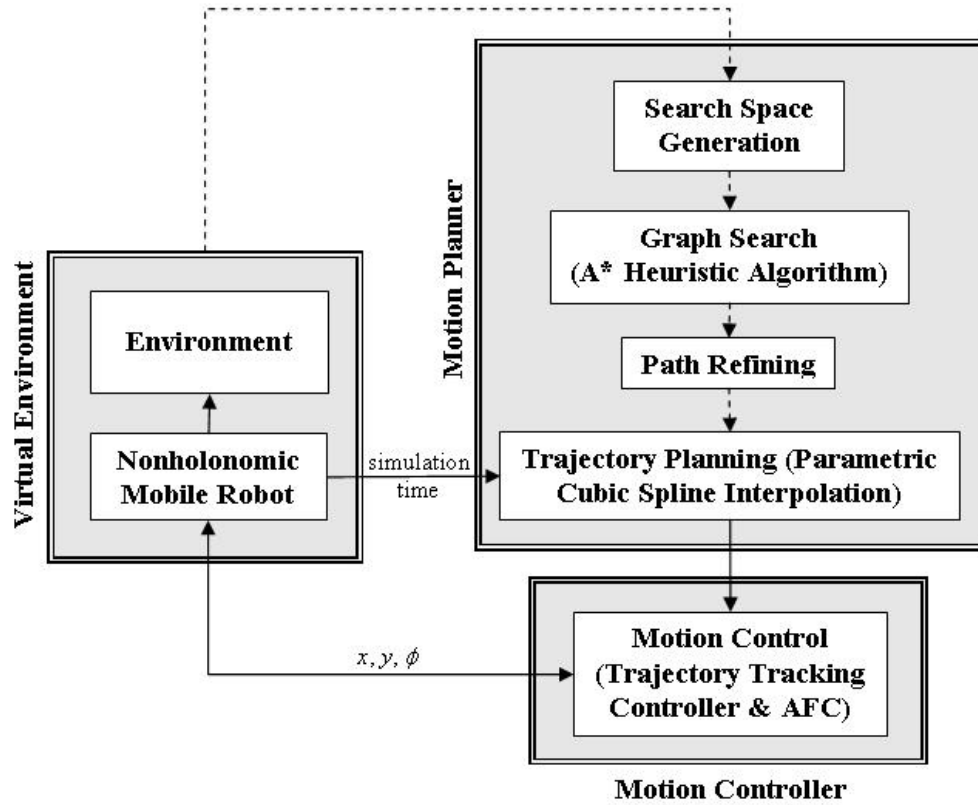 Search Space
Generation
Graph Search
(A* Heuristic Algorithm)
Path Refining
Trajectory Planning (Parametric
Cubic Spline Interpolation)
Motion Planner
Virtual Environment
Environment
Nonholonomic
Mobile Robot
simulation
time
x, y, ϕ
Motion Control
(Trajectory Tracking
Controller & AFC)
Motion Controller